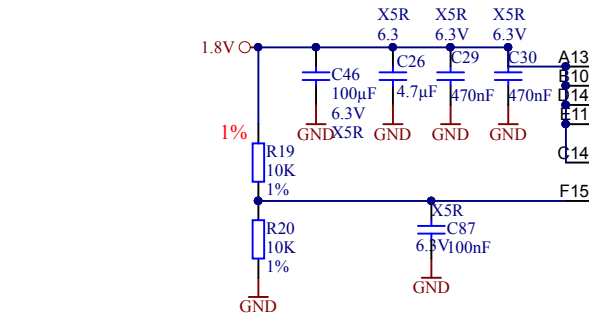 X5R X5R X5R
6.3 6.3V 6.3V
1.8V
C46 C26 C29 C30 A13
100µF 4.7µF 470nF 470nF B10
6.3V D14
1% GND X5R GND GND GND E11
R19 C14
10K
1% F15
X5R
R20 C87
10K 6.3V 100nF
1%
GND GND